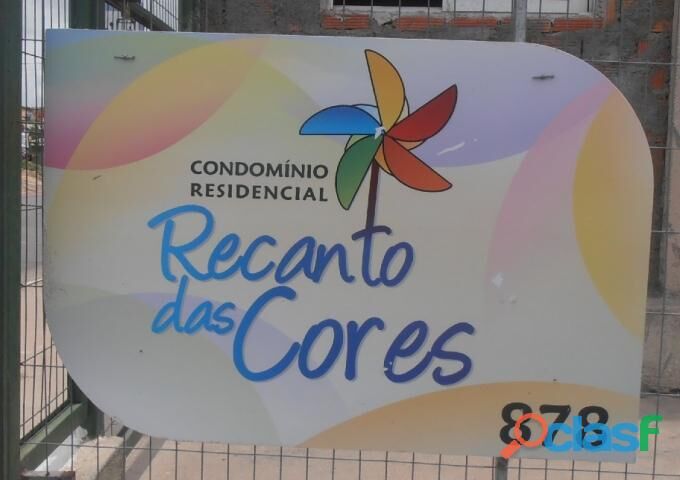 CONDOMÍNIO
RESIDENCIAL
Recanto
das Cores
878
clasf